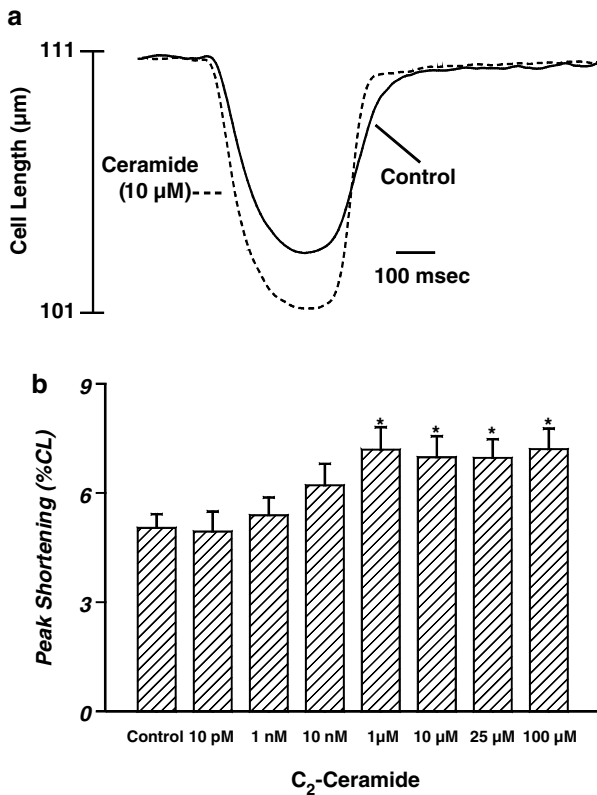 a
111
Cell Length (µm)
Ceramide
(10 µM)
Control
100 msec
101
b
9
6
3
0
Peak Shortening (%CL)
* * * *
Control 10 pM 1 nM 10 nM 1µM 10 µM 25 µM 100 µM
C₂-Ceramide